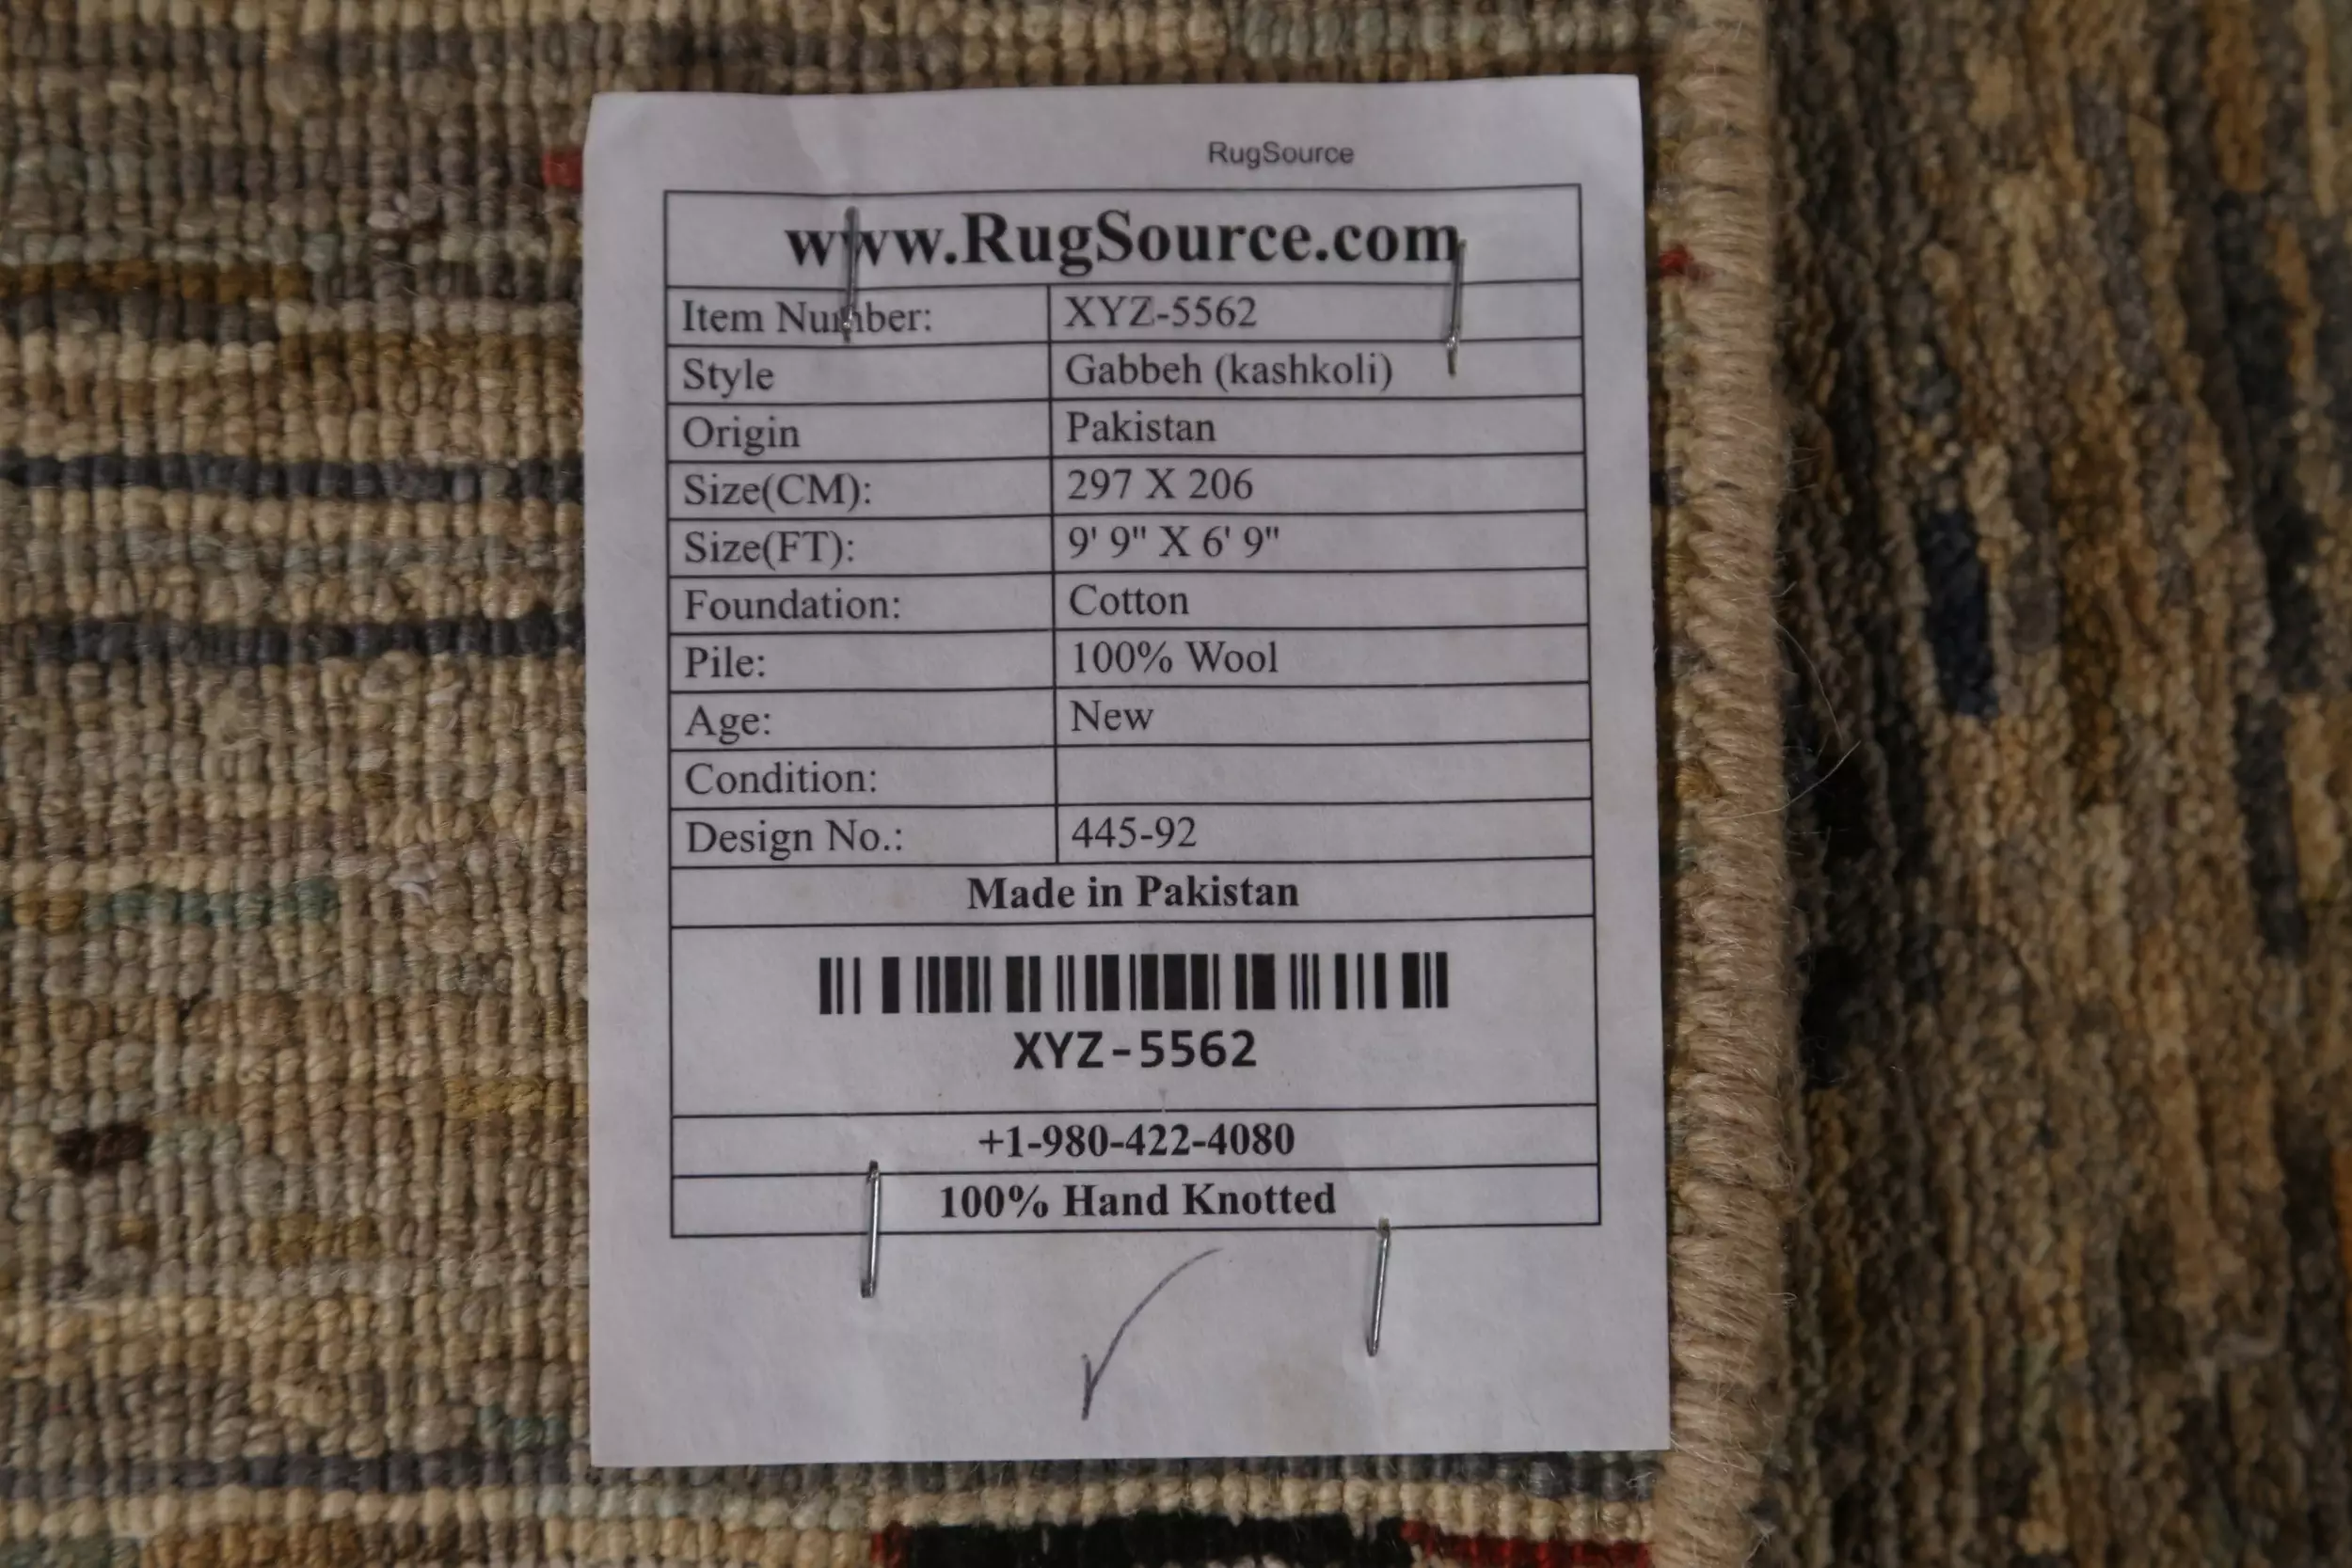 RugSource
www.RugSource.com
Item Number: XYZ-5562
Style Gabbeh (kashkoli)
Origin Pakistan
Size(CM): 297 X 206
Size(FT): 9' 9" X 6' 9"
Foundation: Cotton
Pile: 100% Wool
Age: New
Condition:
Design No.: 445-92
Made in Pakistan
XYZ-5562
+1-980-422-4080
100% Hand Knotted